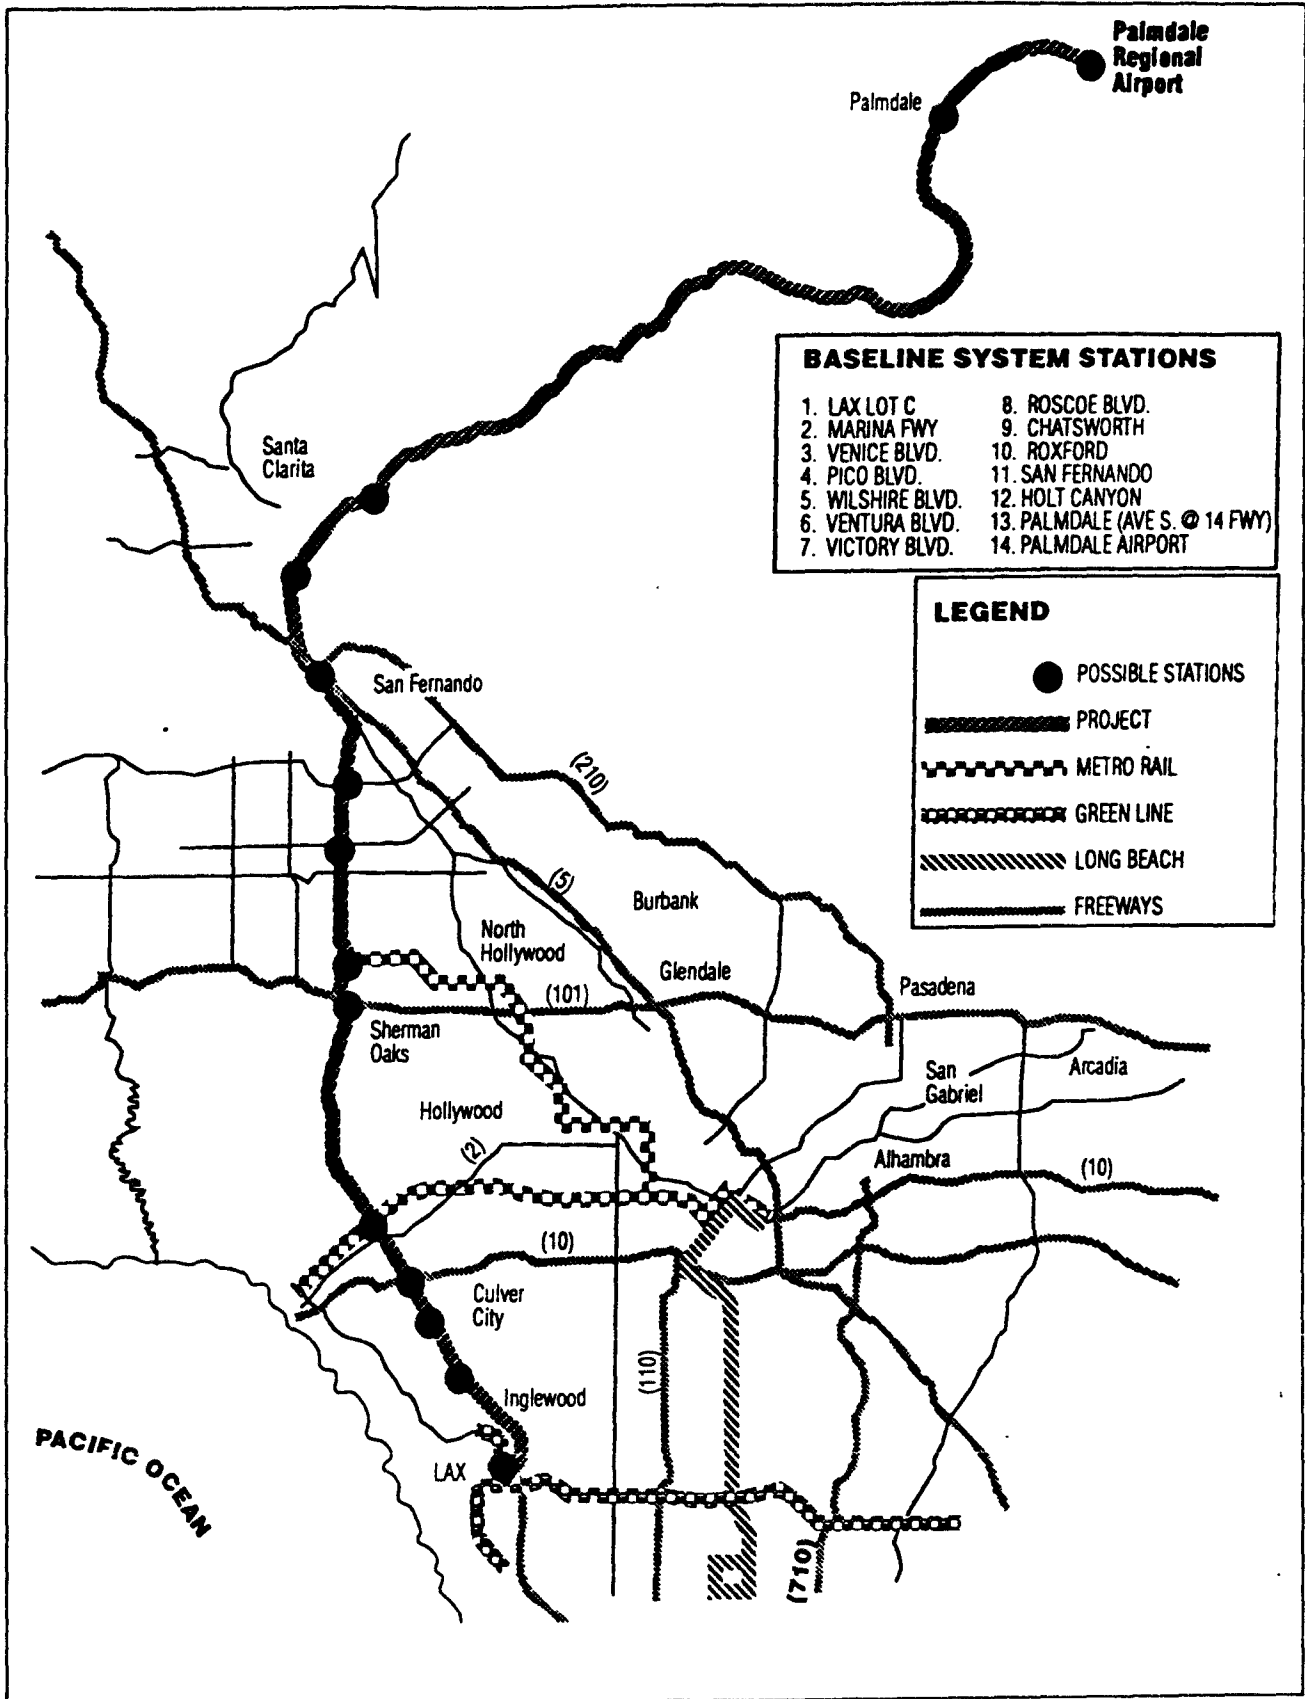 Palmdale
Regional
Airport
Palmdale
BASELINE SYSTEM STATIONS
1. LAX LOT C
2. MARINA FWY
3. VENICE BLVD.
4. PICO BLVD.
5. WILSHIRE BLVD.
6. VENTURA BLVD.
7. VICTORY BLVD.
8. ROSCOE BLVD.
9. CHATSWORTH
10. ROXFORD
11. SAN FERNANDO
12. HOLT CANYON
13. PALMDALE (AVE S. @ 14 FWY)
14. PALMDALE AIRPORT
Santa
Clarita
LEGEND
POSSIBLE STATIONS
PROJECT
METRO RAIL
GREEN LINE
LONG BEACH
FREEWAYS
San Fernando
(210)
(5)
Burbank
North
Hollywood
Glendale
(101)
Pasadena
Sherman
Oaks
San
Gabriel
Arcadia
Hollywood
(2)
Alhambra
(10)
(10)
Culver
City
(110)
Inglewood
PACIFIC OCEAN
LAX
(710)